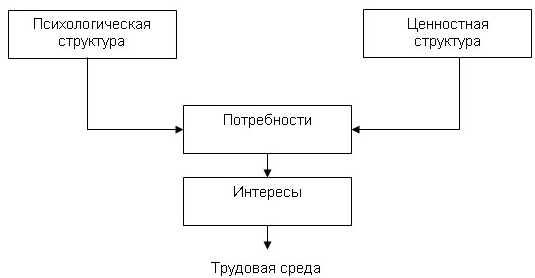 Психологическая
структура
Ценностная
структура
Потребности
Интересы
Трудовая среда